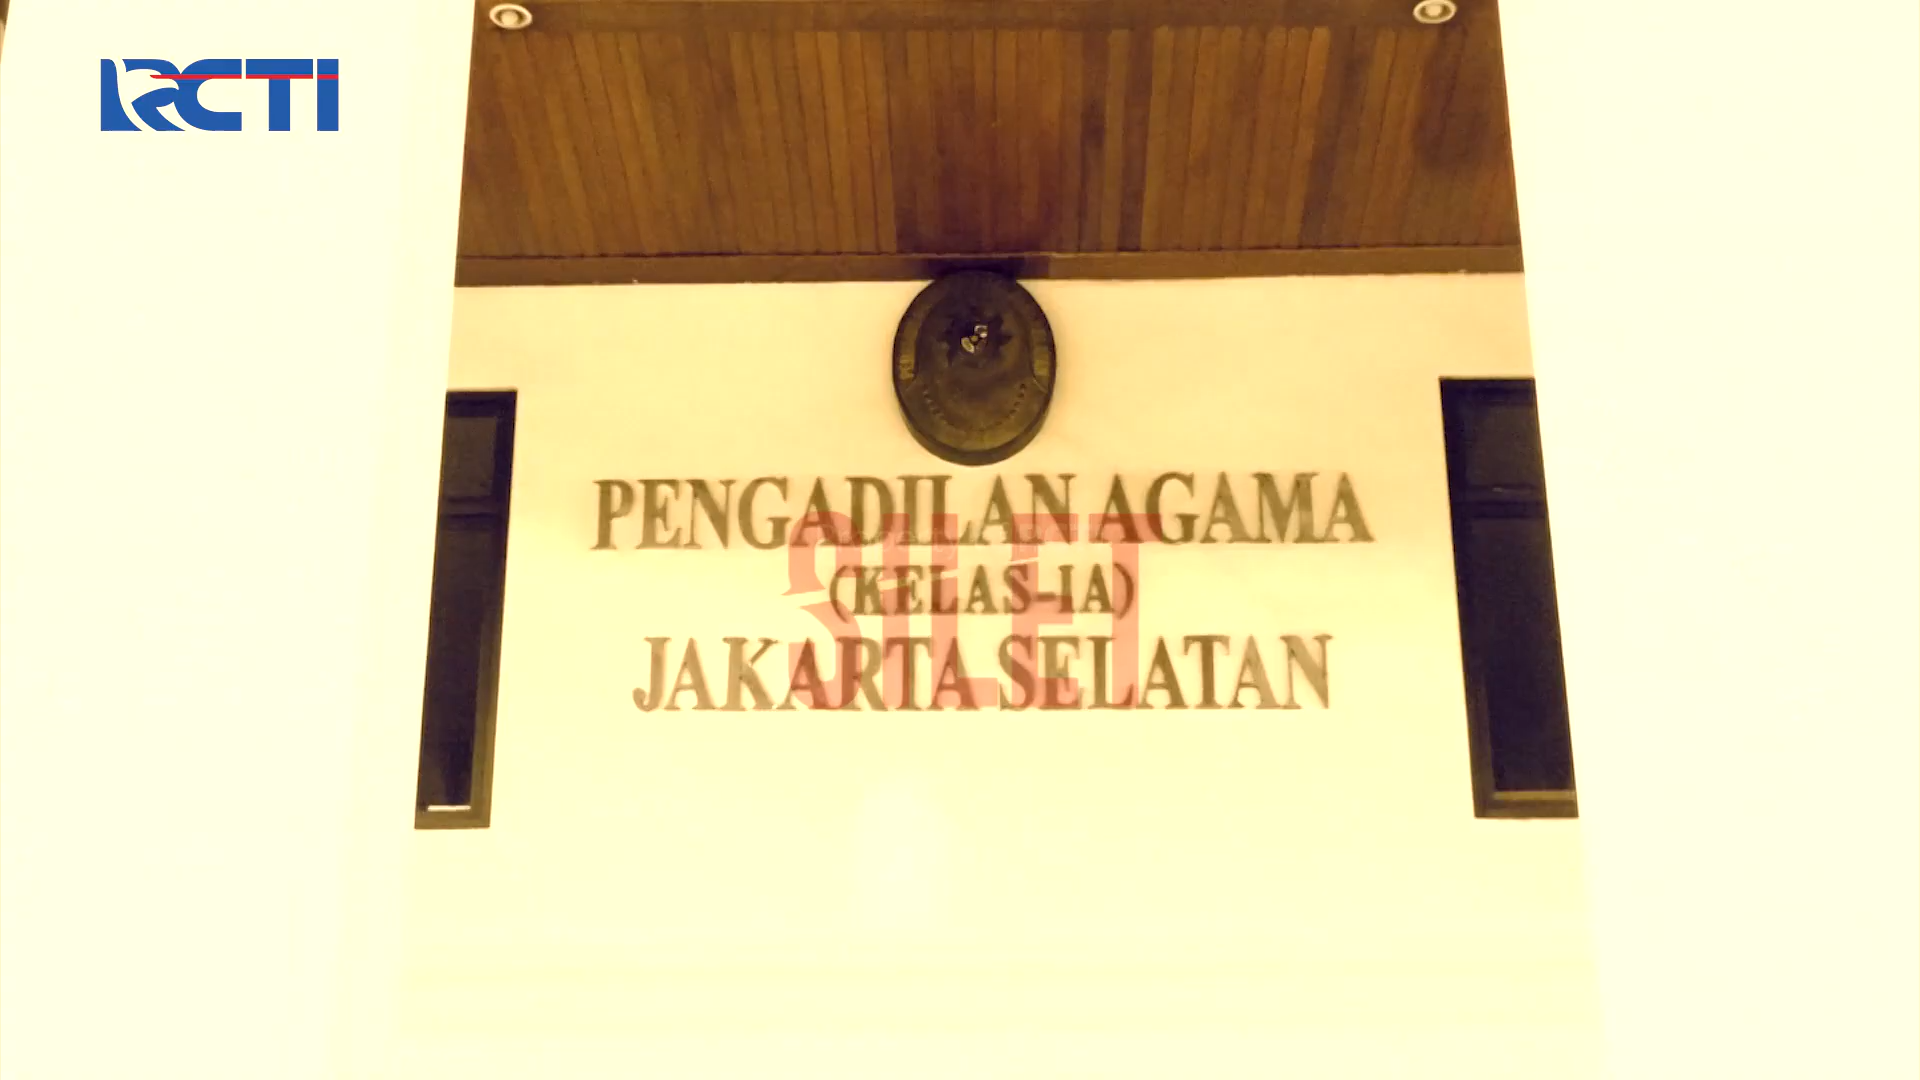 RCTI
PENGADILAN AGAMA
SILET
(KELAS-IA)
JAKARTA SELATAN